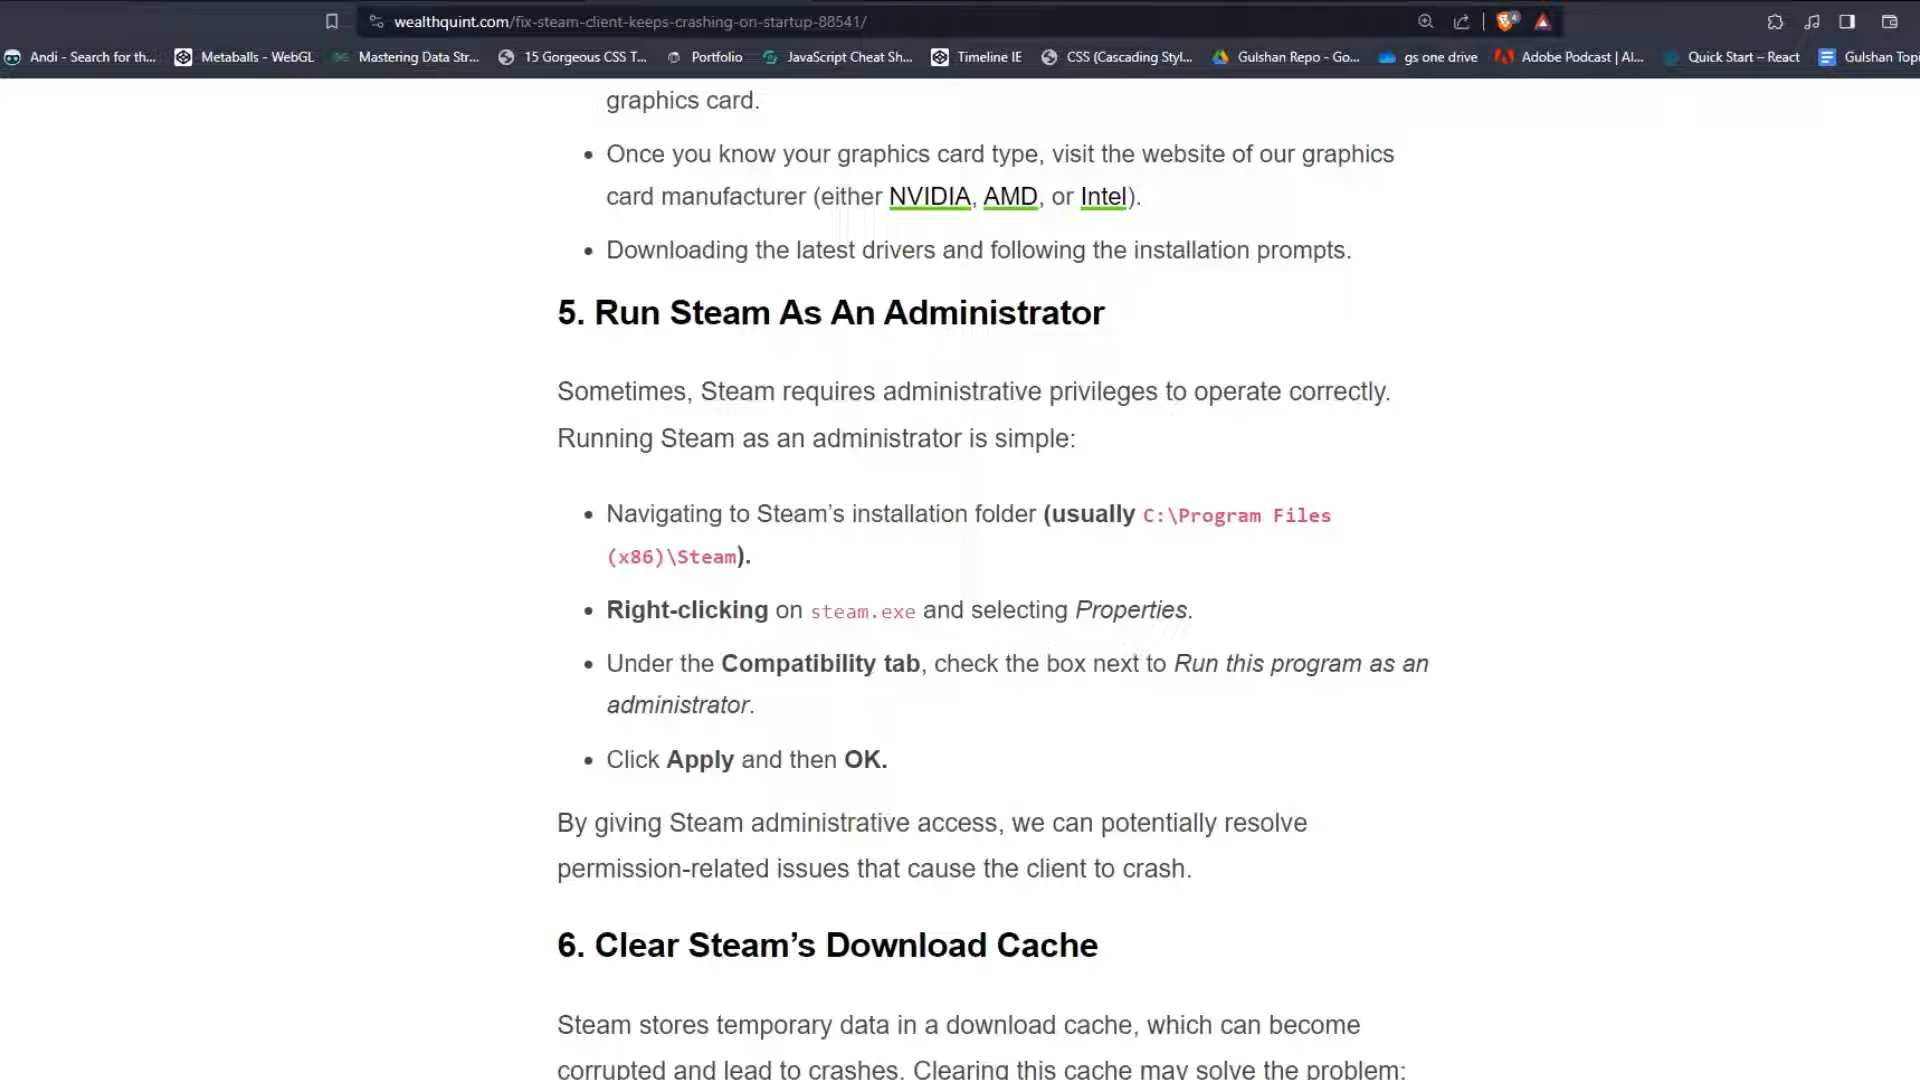 wealthquint.com/fix-steam-client-keeps-crashing-on-startup-88541/
4
Andi - Search for th... Metaballs - WebGL Mastering Data Str... 15 Gorgeous CSS T... Portfolio JavaScript Cheat Sh... Timeline IE CSS (Cascading Styl... Gulshan Repo - Go... gs one drive Adobe Podcast | AI... Quick Start – React Gulshan Topi
graphics card.
• Once you know your graphics card type, visit the website of our graphics
card manufacturer (either NVIDIA, AMD, or Intel).
• Downloading the latest drivers and following the installation prompts.
5. Run Steam As An Administrator
Sometimes, Steam requires administrative privileges to operate correctly.
Running Steam as an administrator is simple:
• Navigating to Steam’s installation folder (usually C:\Program Files
(x86)\Steam).
• Right-clicking on steam.exe and selecting Properties.
• Under the Compatibility tab, check the box next to Run this program as an
administrator.
• Click Apply and then OK.
By giving Steam administrative access, we can potentially resolve
permission-related issues that cause the client to crash.
6. Clear Steam’s Download Cache
Steam stores temporary data in a download cache, which can become
corrupted and lead to crashes. Clearing this cache may solve the problem: